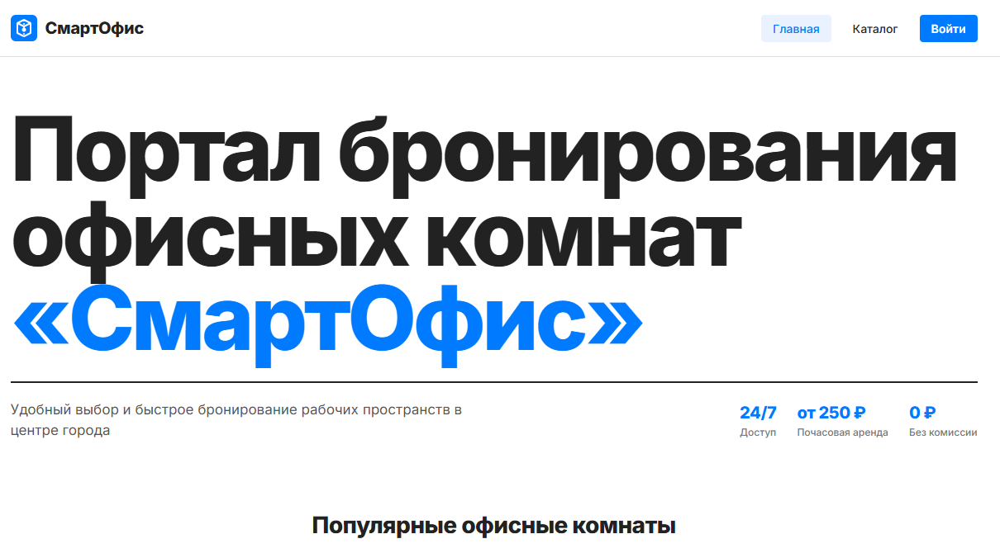 СмартОфис
Главная
Каталог
Войти
Портал бронирования
офисных комнат
«СмартОфис»
Удобный выбор и быстрое бронирование рабочих пространств в
центре города
24/7
Доступ
от 250 ₽
Почасовая аренда
0 ₽
Без комиссии
Популярные офисные комнаты